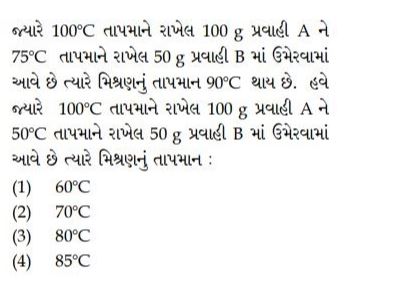 જ્યારે 100°C તાપમાને રાખેલ 100 g પ્રવાહી A ને
75°C તાપમાને રાખેલ 50 g પ્રવાહી B માં ઉમેરવામાં
આવે છે ત્યારે મિશ્રણનું તાપમાન 90°C થાય છે. હવે
જ્યારે 100°C તાપમાને રાખેલ 100 g પ્રવાહી A ને
50°C તાપમાને રાખેલ 50 g પ્રવાહી B માં ઉમેરવામાં
આવે છે ત્યારે મિશ્રણનું તાપમાન :
(1) 60°C
(2) 70°C
(3) 80°C
(4) 85°C